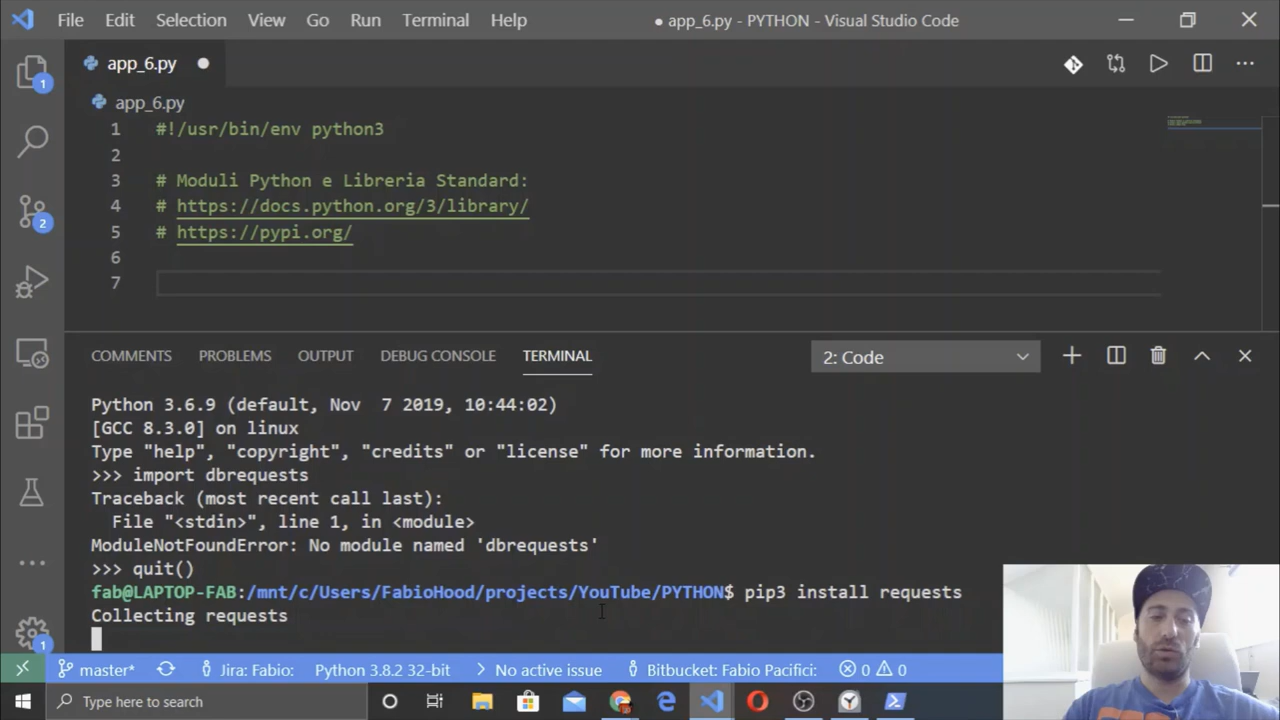 File Edit Selection View Go Run Terminal Help
● app_6.py - PYTHON - Visual Studio Code
app_6.py
app_6.py
1 #!/usr/bin/env python3
2
3 # Moduli Python e Libreria Standard:
4 # https://docs.python.org/3/library/
5 # https://pypi.org/
6
7
1
2
1
COMMENTS PROBLEMS OUTPUT DEBUG CONSOLE TERMINAL
2: Code
Python 3.6.9 (default, Nov  7 2019, 10:44:02)
[GCC 8.3.0] on linux
Type "help", "copyright", "credits" or "license" for more information.
>>> import dbrequests
Traceback (most recent call last):
  File "<stdin>", line 1, in <module>
ModuleNotFoundError: No module named 'dbrequests'
>>> quit()
fab@LAPTOP-FAB:/mnt/c/Users/FabioHood/projects/YouTube/PYTHON$ pip3 install requests
Collecting requests
master* Jira: Fabio: Python 3.8.2 32-bit No active issue Bitbucket: Fabio Pacifici: 0 0
Type here to search